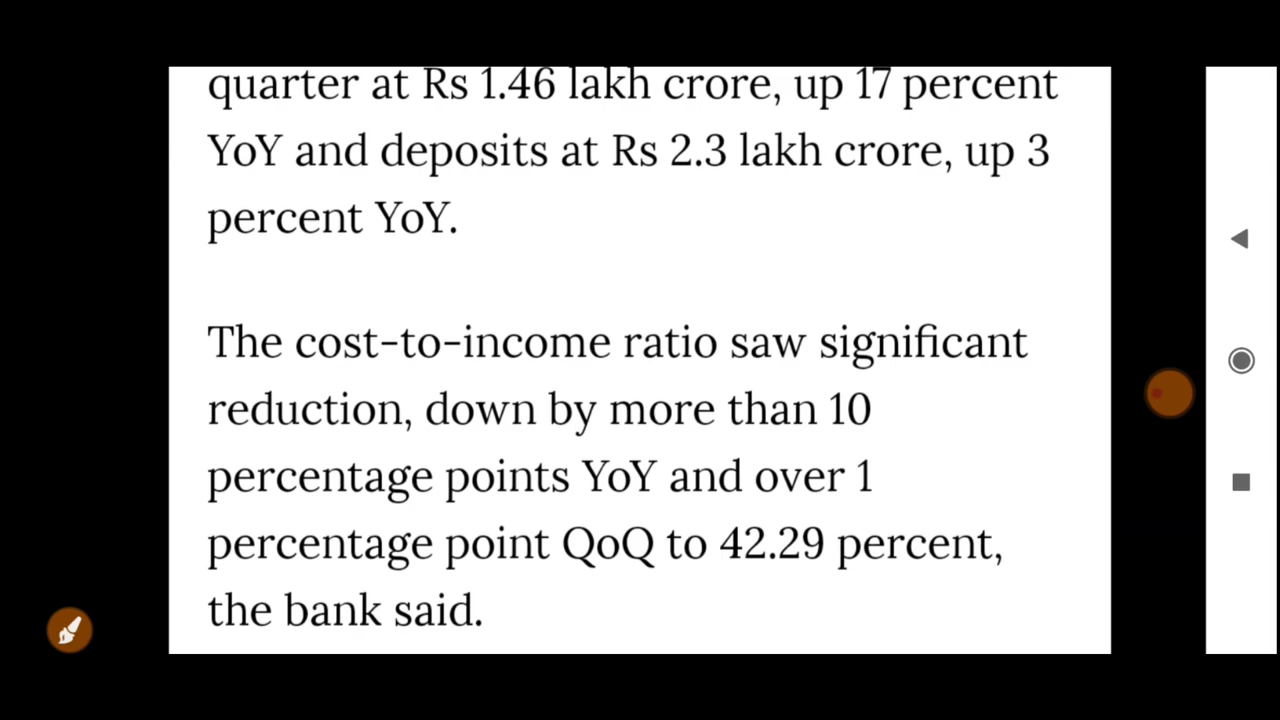 quarter at Rs 1.46 lakh crore, up 17 percent
YoY and deposits at Rs 2.3 lakh crore, up 3
percent YoY.
The cost-to-income ratio saw significant
reduction, down by more than 10
percentage points YoY and over 1
percentage point QoQ to 42.29 percent,
the bank said.